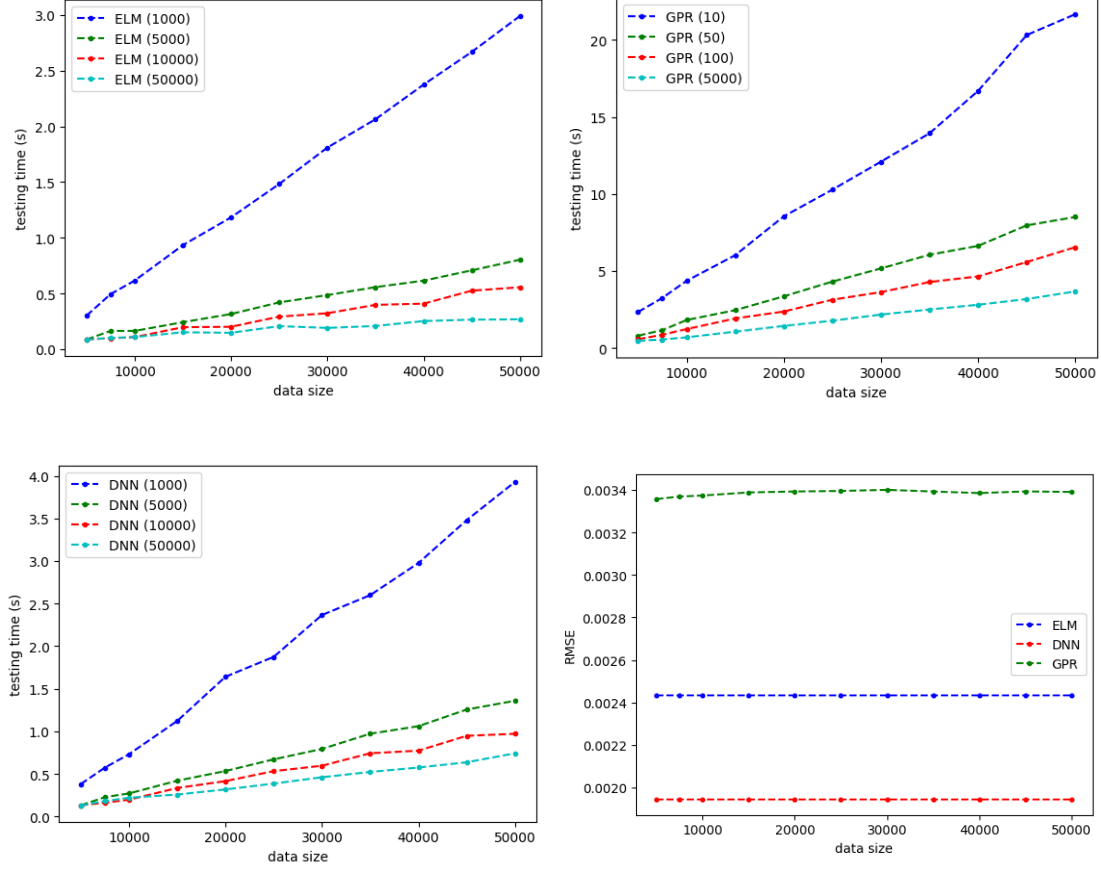 3.0
2.5
2.0
1.5
1.0
0.5
0.0
testing time (s)
ELM (1000)
ELM (5000)
ELM (10000)
ELM (50000)
10000 20000 30000 40000 50000
data size
20
15
10
5
0
testing time (s)
GPR (10)
GPR (50)
GPR (100)
GPR (5000)
10000 20000 30000 40000 50000
data size
4.0
3.5
3.0
2.5
2.0
1.5
1.0
0.5
0.0
testing time (s)
DNN (1000)
DNN (5000)
DNN (10000)
DNN (50000)
10000 20000 30000 40000 50000
data size
0.0034
0.0032
0.0030
0.0028
0.0026
0.0024
0.0022
0.0020
RMSE
ELM
DNN
GPR
10000 20000 30000 40000 50000
data size